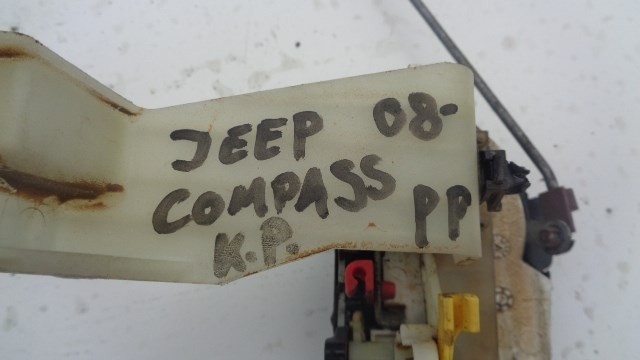 JEEP 08-
COMPASS PP
K.P.